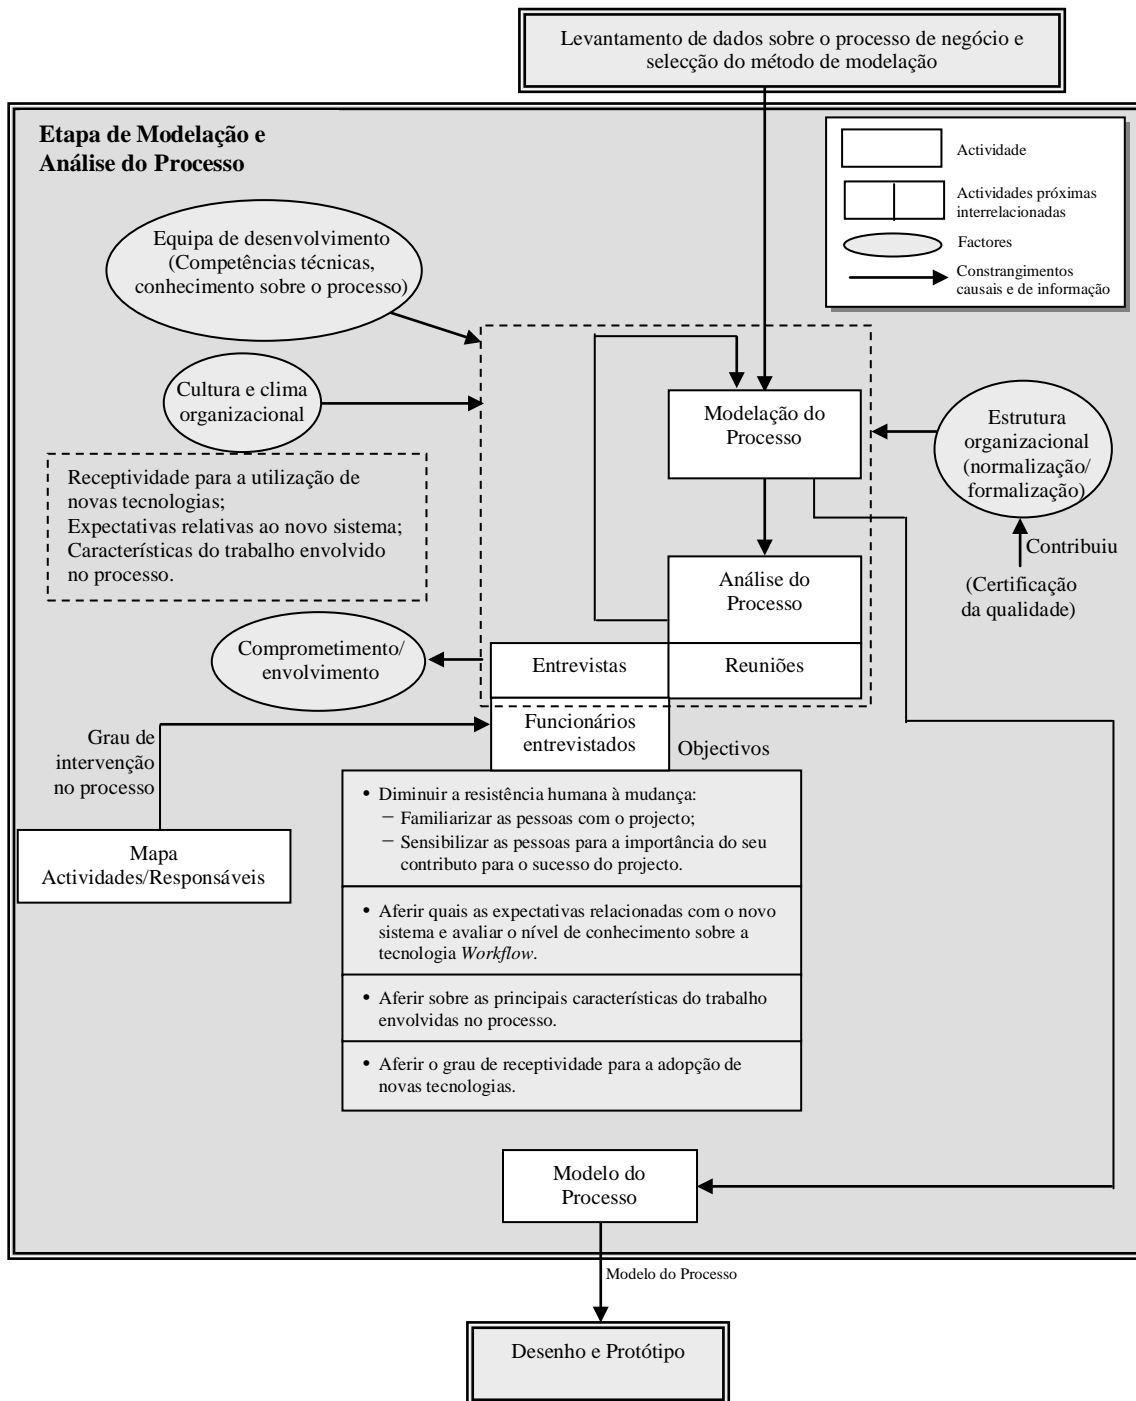 Levantamento de dados sobre o processo de negócio e
selecção do método de modelação
Etapa de Modelação e
Análise do Processo
Actividade
Actividades próximas
interrelacionadas
Factores
Constrangimentos
causais e de informação
Equipa de desenvolvimento
(Competências técnicas,
conhecimento sobre o processo)
Cultura e clima
organizacional
Modelação do
Processo
Estrutura
organizacional
(normalização/
formalização)
Receptividade para a utilização de
novas tecnologias;
Expectativas relativas ao novo sistema;
Características do trabalho envolvido
no processo.
Contribuiu
(Certificação
da qualidade)
Análise do
Processo
Comprometimento/
envolvimento
Entrevistas
Reuniões
Funcionários
entrevistados
Objectivos
Grau de
intervenção
no processo
Mapa
Actividades/Responsáveis
• Diminuir a resistência humana à mudança:
– Familiarizar as pessoas com o projecto;
– Sensibilizar as pessoas para a importância do seu
contributo para o sucesso do projecto.
• Aferir quais as expectativas relacionadas com o novo
sistema e avaliar o nível de conhecimento sobre a
tecnologia Workflow.
• Aferir sobre as principais características do trabalho
envolvidas no processo.
• Aferir o grau de receptividade para a adopção de
novas tecnologias.
Modelo do
Processo
Modelo do Processo
Desenho e Protótipo